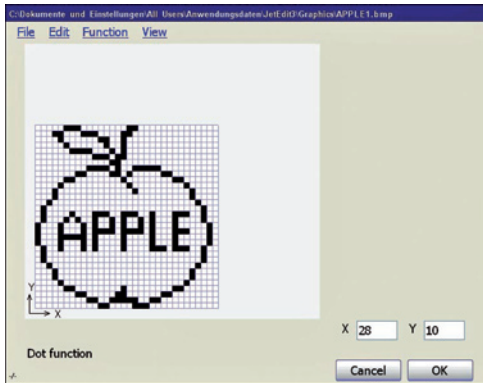 C:\Dokumente und Einstellungen\All Users\Anwendungsdaten\JetEdit3\Graphics\APPLE1.bmp
File Edit Function View
APPLE
Y
X
X 28 Y 10
Dot function
Cancel OK